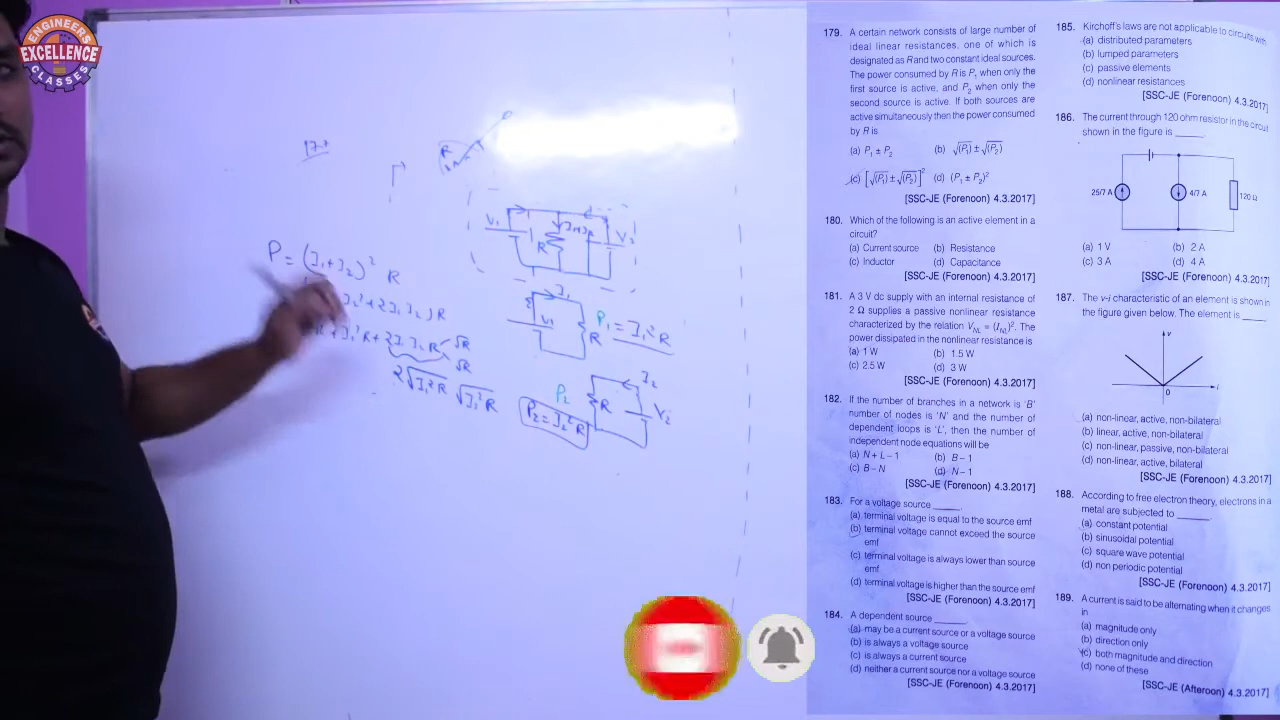 ENGINEERS
EXCELLENCE
CLASSES
R
V₁
R
V₂
P = (I₁+I₂)² R
I₁
V₁
R
P₁ = I₁²R
√R
√R
2√I₁²R √I₂²R
P₂
R
I₂
V₂
P₂ = I₂²R
179. A certain network consists of large number of
ideal linear resistances, one of which is
designated as R and two constant ideal sources.
The power consumed by R is P₁ when only the
first source is active, and P₂ when only the
second source is active. If both sources are
active simultaneously then the power consumed
by R is
(a) P₁ ± P₂ (b) √(P₁) ± √(P₂)
(c) [√(P₁) ± √(P₂)]² (d) (P₁ ± P₂)²
[SSC-JE (Forenoon) 4.3.2017]
180. Which of the following is an active element in a
circuit?
(a) Current source (b) Resistance
(c) Inductor (d) Capacitance
[SSC-JE (Forenoon) 4.3.2017]
181. A 3 V dc supply with an internal resistance of
2 Ω supplies a passive nonlinear resistance
characterized by the relation V_NL = (I_NL)². The
power dissipated in the nonlinear resistance is
(a) 1 W (b) 1.5 W
(c) 2.5 W (d) 3 W
[SSC-JE (Forenoon) 4.3.2017]
182. If the number of branches in a network is 'B'
number of nodes is 'N' and the number of
dependent loops is 'L', then the number of
independent node equations will be
(a) N + L – 1 (b) B – 1
(c) B – N (d) N – 1
[SSC-JE (Forenoon) 4.3.2017]
183. For a voltage source ____.
(a) terminal voltage is equal to the source emf
(b) terminal voltage cannot exceed the source
emf
(c) terminal voltage is always lower than source
emf
(d) terminal voltage is higher than the source emf
[SSC-JE (Forenoon) 4.3.2017]
184. A dependent source ____
(a) may be a current source or a voltage source
(b) is always a voltage source
(c) is always a current source
(d) neither a current source nor a voltage source
[SSC-JE (Forenoon) 4.3.2017]
185. Kirchoff's laws are not applicable to circuits with
(a) distributed parameters
(b) lumped parameters
(c) passive elements
(d) nonlinear resistances
[SSC-JE (Forenoon) 4.3.2017]
186. The current through 120 ohm resistor in the circuit
shown in the figure is ____.
25/7 A
4/7 A
120 Ω
(a) 1 V (b) 2 A
(c) 3 A (d) 4 A
[SSC-JE (Forenoon) 4.3.2017]
187. The v-i characteristic of an element is shown in
the figure given below. The element is ____
v
i
0
(a) non-linear, active, non-bilateral
(b) linear, active, non-bilateral
(c) non-linear, passive, non-bilateral
(d) non-linear, active, bilateral
[SSC-JE (Forenoon) 4.3.2017]
188. According to free electron theory, electrons in a
metal are subjected to ____.
(a) constant potential
(b) sinusoidal potential
(c) square wave potential
(d) non periodic potential
[SSC-JE (Forenoon) 4.3.2017]
189. A current is said to be alternating when it changes
in
(a) magnitude only
(b) direction only
(c) both magnitude and direction
(d) none of these
[SSC-JE (Afteroon) 4.3.2017]